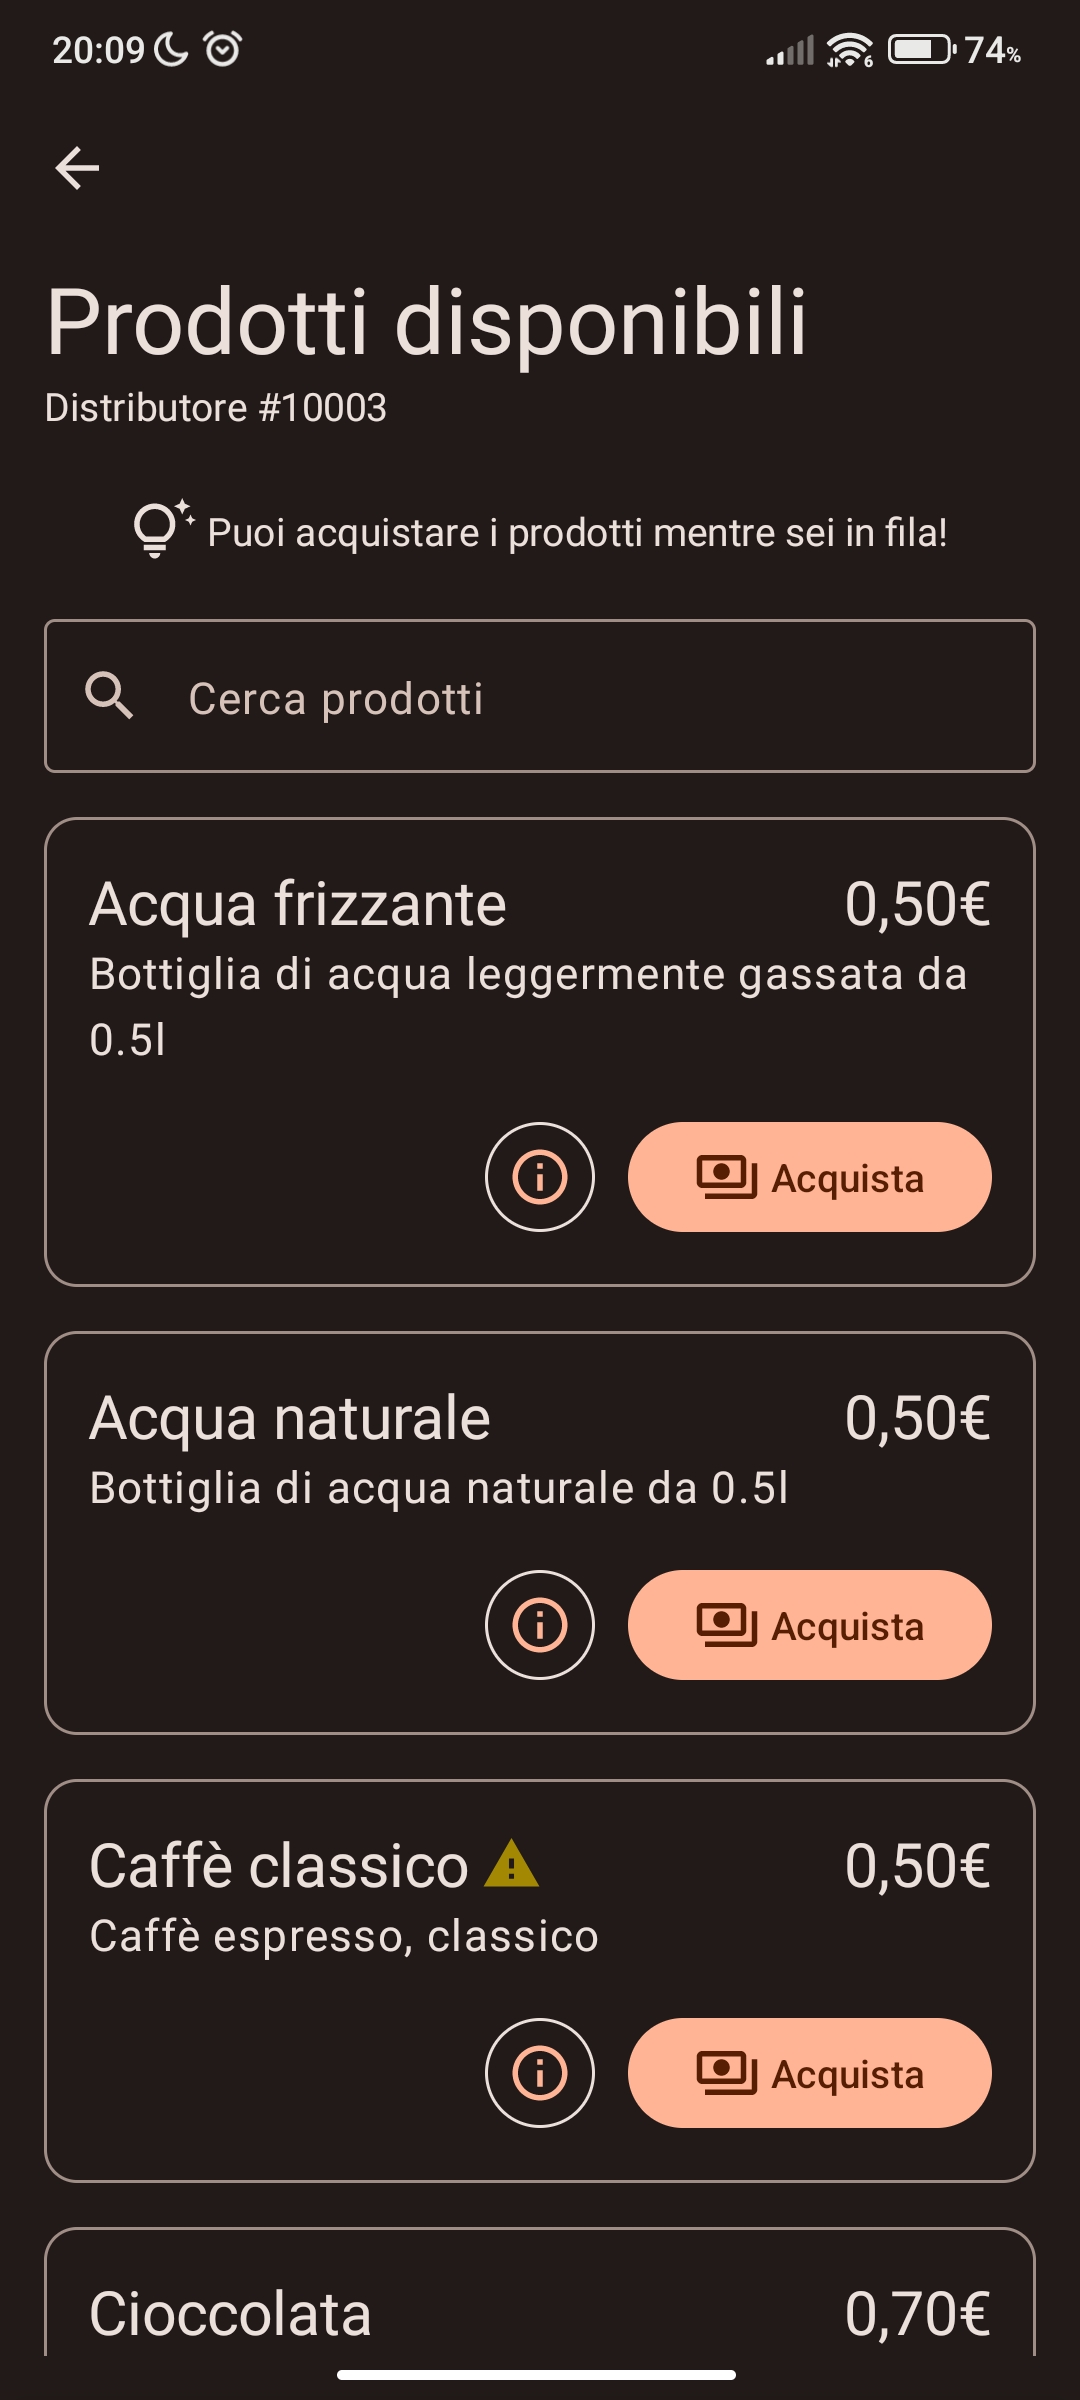 20:09
6
74%
Prodotti disponibili
Distributore #10003
Puoi acquistare i prodotti mentre sei in fila!
Cerca prodotti
Acqua frizzante 0,50€
Bottiglia di acqua leggermente gassata da
0.5l
Acquista
Acqua naturale 0,50€
Bottiglia di acqua naturale da 0.5l
Acquista
Caffè classico 0,50€
Caffè espresso, classico
Acquista
Cioccolata 0,70€